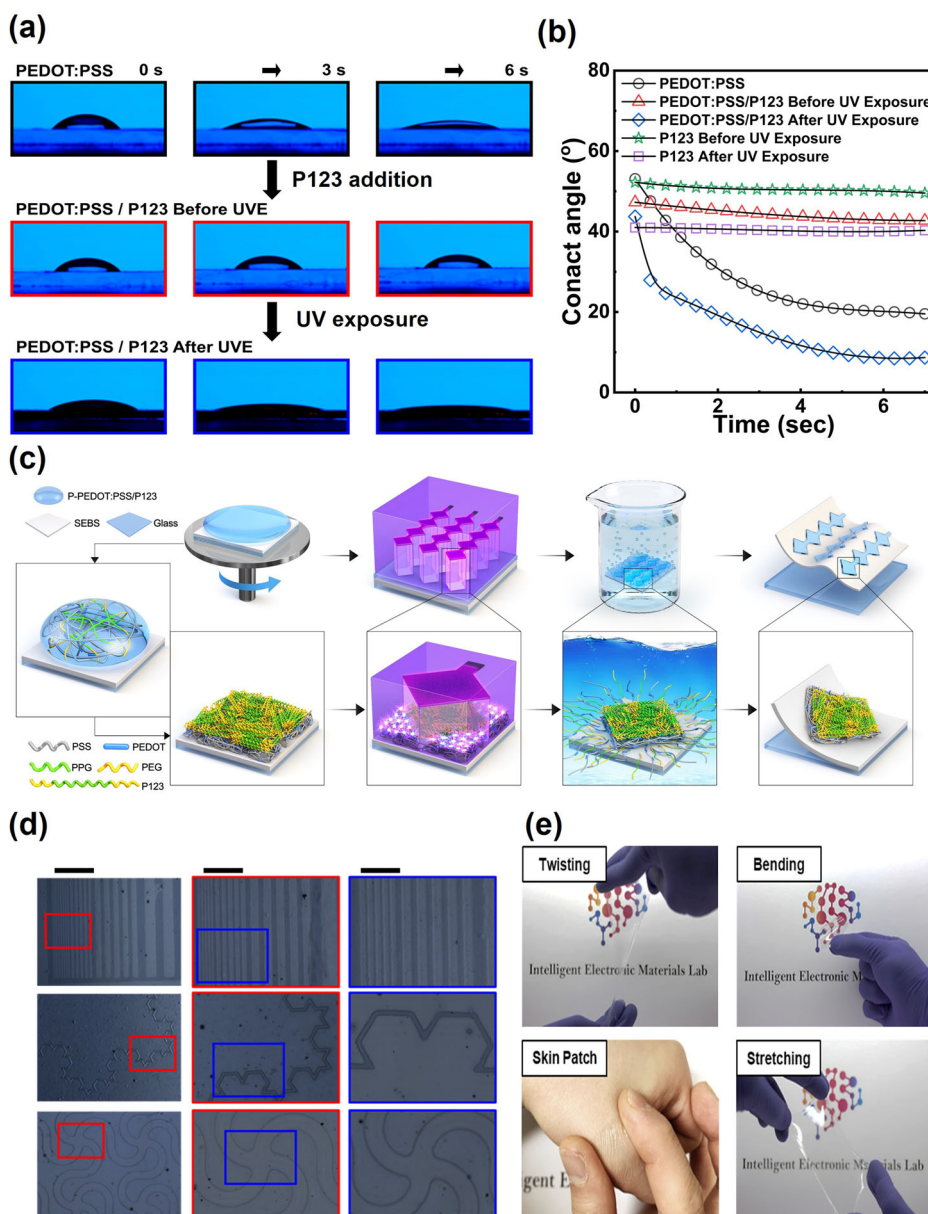 (a)
PEDOT:PSS 0 s 3 s 6 s
P123 addition
PEDOT:PSS / P123 Before UVE
UV exposure
PEDOT:PSS / P123 After UVE
(b)
80
60
40
20
0
Conact angle (°)
PEDOT:PSS
PEDOT:PSS/P123 Before UV Exposure
PEDOT:PSS/P123 After UV Exposure
P123 Before UV Exposure
P123 After UV Exposure
0 2 4 6
Time (sec)
(c)
P-PEDOT:PSS/P123
SEBS Glass
PSS PEDOT
PPG PEG
P123
(d)
(e)
Twisting
Intelligent Electronic Materials Lab
Bending
Intelligent Electronic M
Skin Patch
gent En
Stretching
Intelligent Electronic Materials Lab